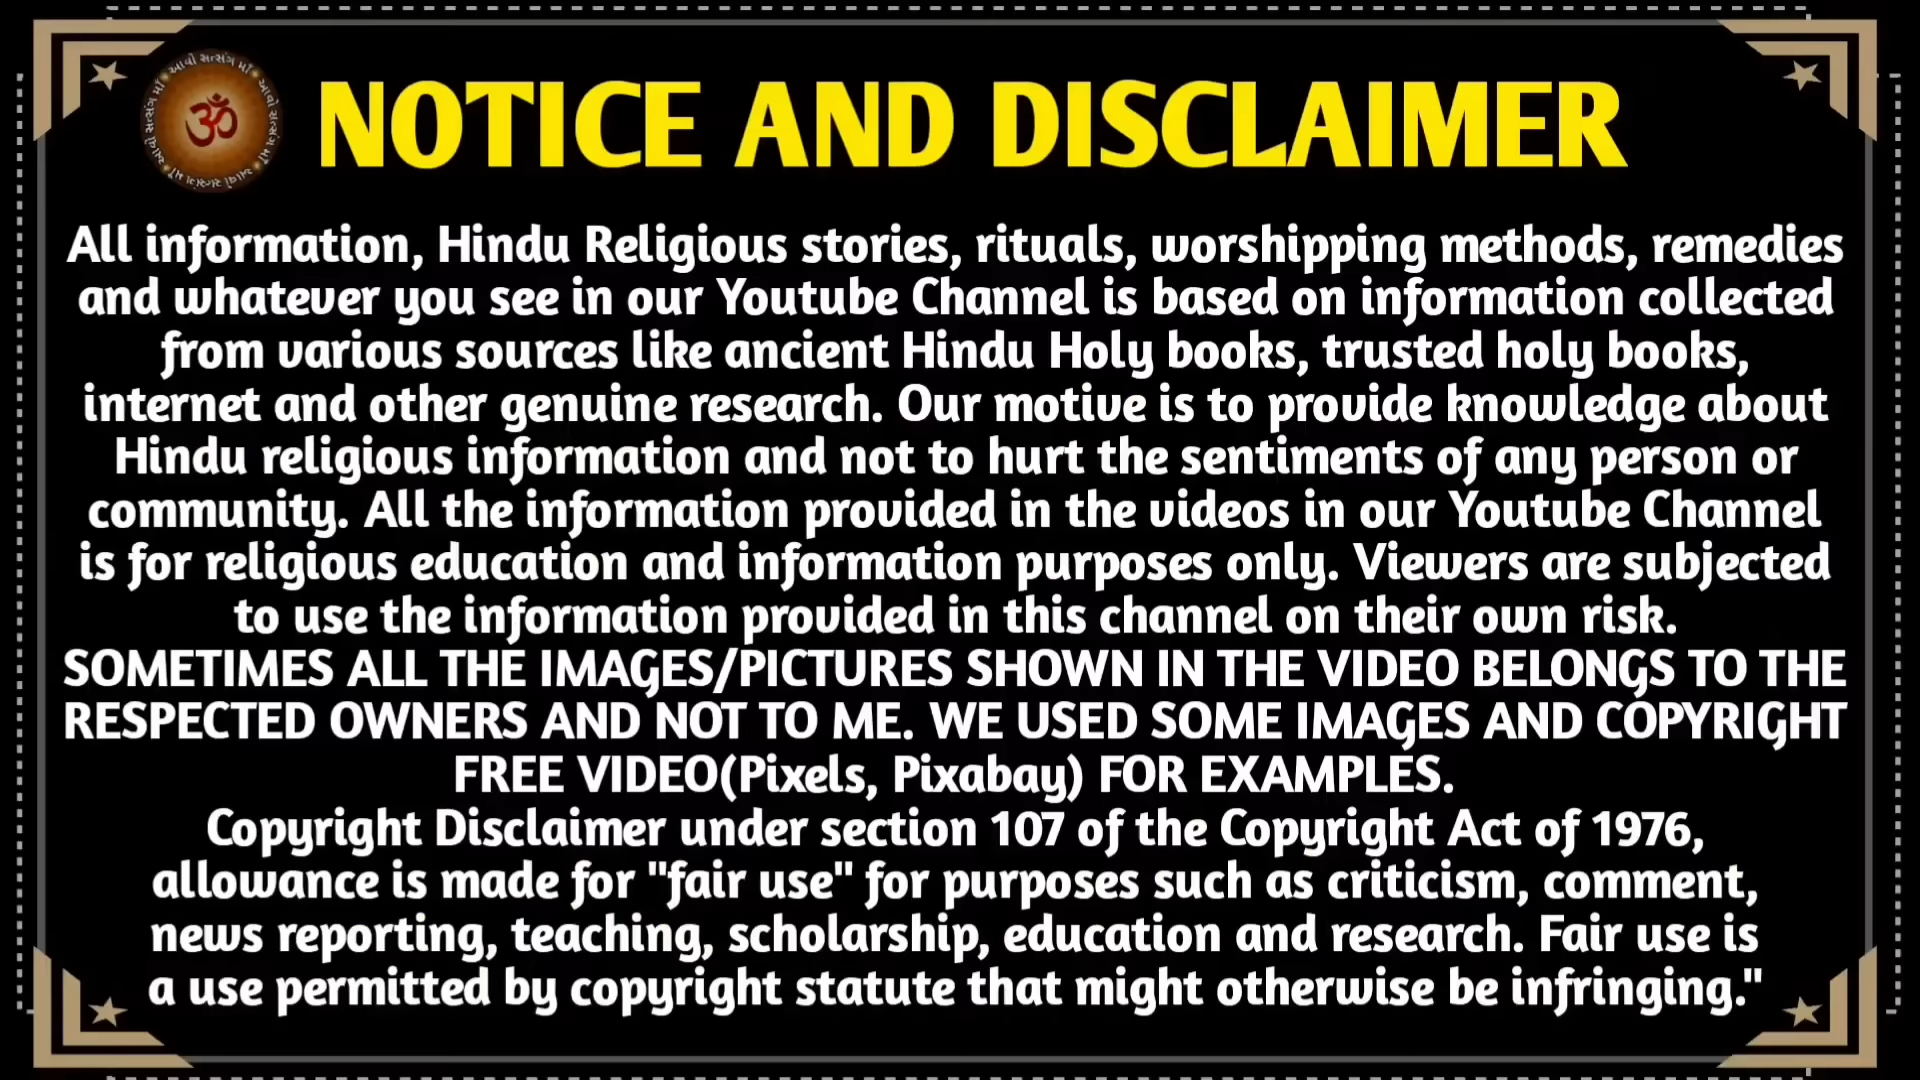 આવો સત્સંગ માઁ • આવો સત્સંગ માઁ • આવો સત્સંગ માઁ • આવો સત્સંગ માઁ
ॐ
NOTICE AND DISCLAIMER
All information, Hindu Religious stories, rituals, worshipping methods, remedies
and whatever you see in our Youtube Channel is based on information collected
from various sources like ancient Hindu Holy books, trusted holy books,
internet and other genuine research. Our motive is to provide knowledge about
Hindu religious information and not to hurt the sentiments of any person or
community. All the information provided in the videos in our Youtube Channel
is for religious education and information purposes only. Viewers are subjected
to use the information provided in this channel on their own risk.
SOMETIMES ALL THE IMAGES/PICTURES SHOWN IN THE VIDEO BELONGS TO THE
RESPECTED OWNERS AND NOT TO ME. WE USED SOME IMAGES AND COPYRIGHT
FREE VIDEO(Pixels, Pixabay) FOR EXAMPLES.
Copyright Disclaimer under section 107 of the Copyright Act of 1976,
allowance is made for "fair use" for purposes such as criticism, comment,
news reporting, teaching, scholarship, education and research. Fair use is
a use permitted by copyright statute that might otherwise be infringing."